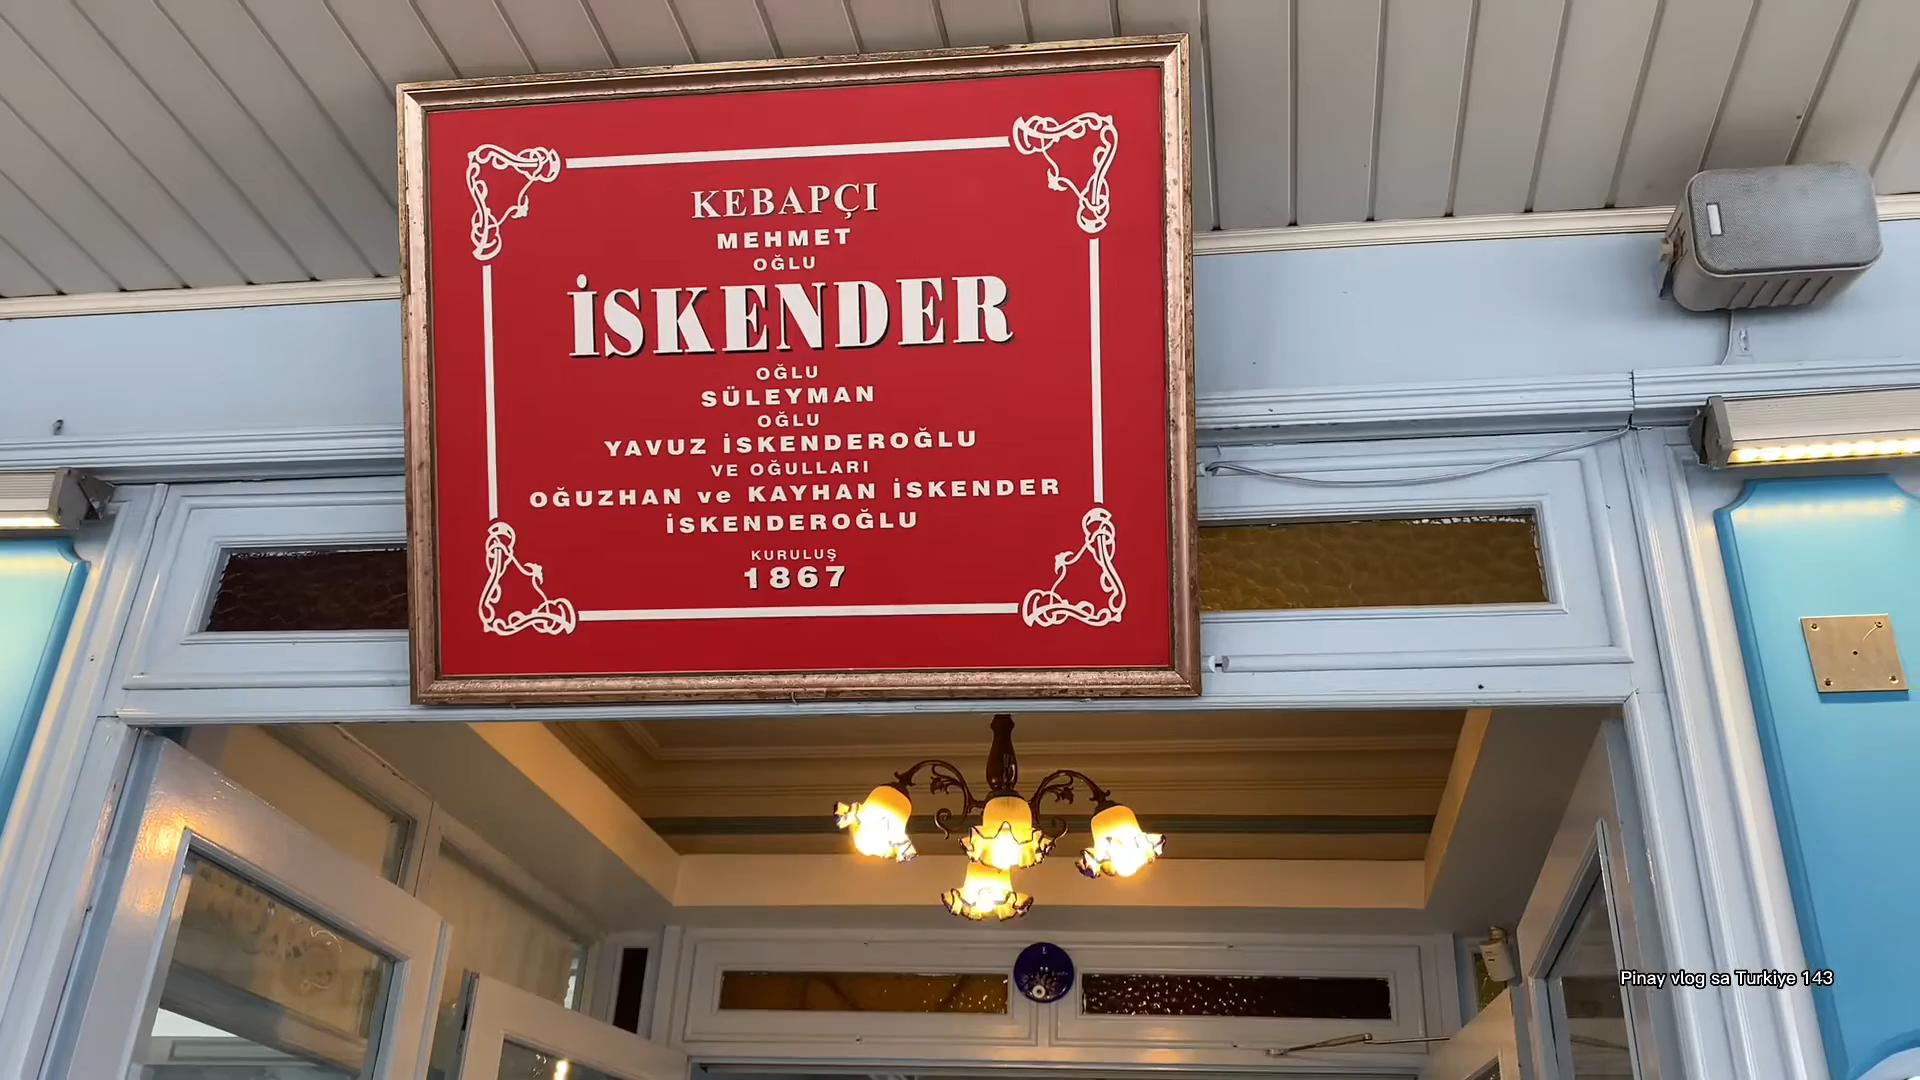 KEBAPÇI
MEHMET
OĞLU
İSKENDER
OĞLU
SÜLEYMAN
OĞLU
YAVUZ İSKENDEROĞLU
VE OĞULLARI
OĞUZHAN ve KAYHAN İSKENDER
İSKENDEROĞLU
KURULUŞ
1867
Pinay vlog sa Turkiye 143